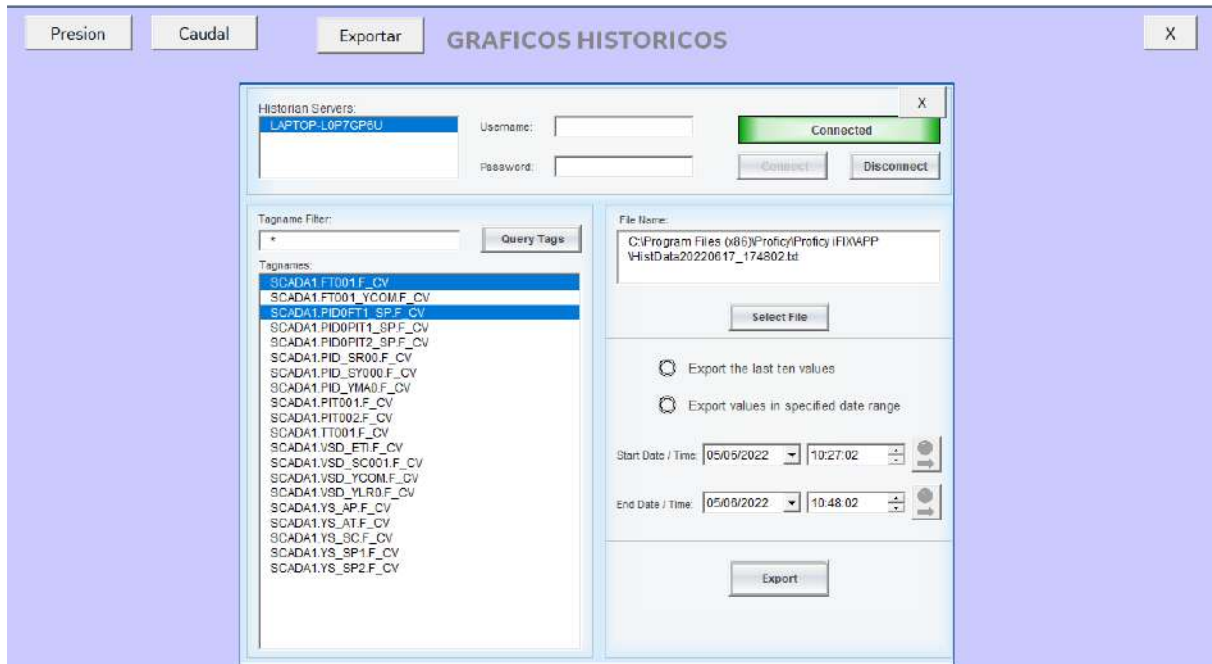 Presion
Caudal
Exportar
GRAFICOS HISTORICOS
X
X
Historian Servers:
LAPTOP-L0P7GP6U
Username:
Password:
Connected
Connect
Disconnect
Tagname Filter:
*
Query Tags
Tagnames:
SCADA1.FT001.F_CV
SCADA1.FT001_YCOM.F_CV
SCADA1.PID0FT1_SP.F_CV
SCADA1.PID0PIT1_SP.F_CV
SCADA1.PID0PIT2_SP.F_CV
SCADA1.PID_SR00.F_CV
SCADA1.PID_SY000.F_CV
SCADA1.PID_YMA0.F_CV
SCADA1.PIT001.F_CV
SCADA1.PIT002.F_CV
SCADA1.TT001.F_CV
SCADA1.VSD_ETI.F_CV
SCADA1.VSD_SC001.F_CV
SCADA1.VSD_YCOM.F_CV
SCADA1.VSD_YLR0.F_CV
SCADA1.YS_AP.F_CV
SCADA1.YS_AT.F_CV
SCADA1.YS_SC.F_CV
SCADA1.YS_SP1.F_CV
SCADA1.YS_SP2.F_CV
File Name:
C:\Program Files (x86)\Proficy\Proficy iFIX\APP
\HistData20220617_174802.txt
Select File
Export the last ten values
Export values in specified date range
Start Date / Time: 05/06/2022 10:27:02
End Date / Time: 05/06/2022 10:48:02
Export